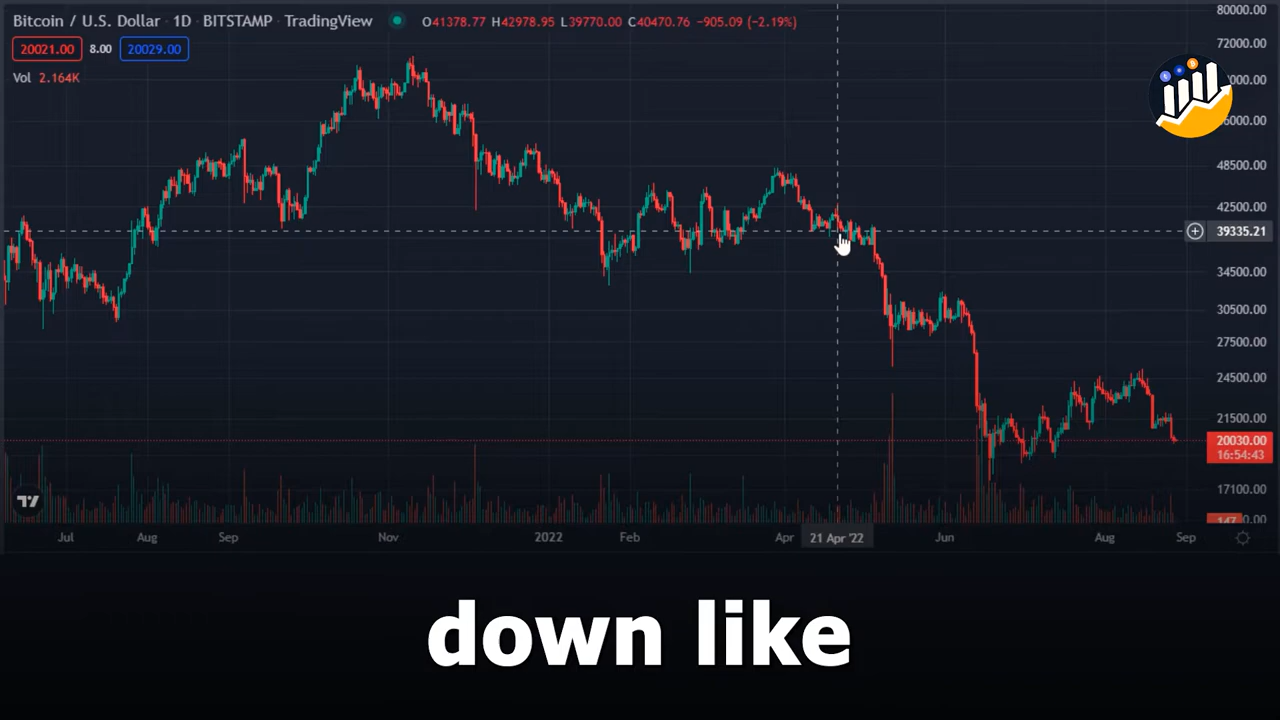 Bitcoin / U.S. Dollar · 1D · BITSTAMP · TradingView O41378.77 H42978.95 L39770.00 C40470.76 −905.09 (−2.19%)
20021.00 8.00 20029.00
Vol 2.164K
80000.00
72000.00
48500.00
42500.00
39335.21
34500.00
30500.00
27500.00
24500.00
21500.00
20030.00
16:54:43
17100.00
Jul Aug Sep Nov 2022 Feb Apr 21 Apr '22 Jun Aug Sep
down like